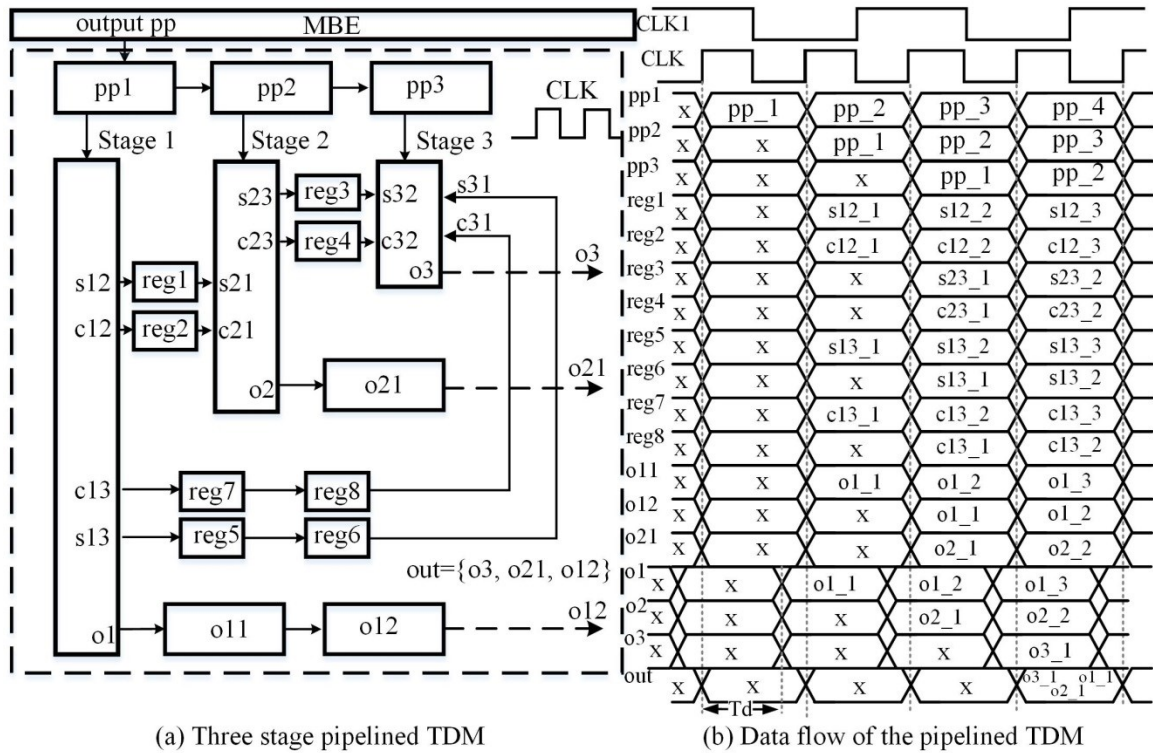 output pp MBE
pp1 pp2 pp3
CLK
Stage 1 Stage 2 Stage 3
s23 reg3 s32 s31
c23 reg4 c32 c31
o3 o3
s12 reg1 s21
c12 reg2 c21
o2 o21 o21
c13 reg7 reg8
s13 reg5 reg6
out={o3, o21, o12}
o1 o11 o12 o12
(a) Three stage pipelined TDM
CLK1
CLK
pp1 x pp_1 pp_2 pp_3 pp_4
pp2 x x pp_1 pp_2 pp_3
pp3 x x x pp_1 pp_2
reg1 x x s12_1 s12_2 s12_3
reg2 x x c12_1 c12_2 c12_3
reg3 x x x s23_1 s23_2
reg4 x x x c23_1 c23_2
reg5 x x s13_1 s13_2 s13_3
reg6 x x x s13_1 s13_2
reg7 x x c13_1 c13_2 c13_3
reg8 x x x c13_1 c13_2
o11 x x o1_1 o1_2 o1_3
o12 x x x o1_1 o1_2
o21 x x x o2_1 o2_2
o1 x x o1_1 o1_2 o1_3
o2 x x x o2_1 o2_2
o3 x x x x o3_1
out x x x x o3_1 o2_1 o1_1
Td
(b) Data flow of the pipelined TDM